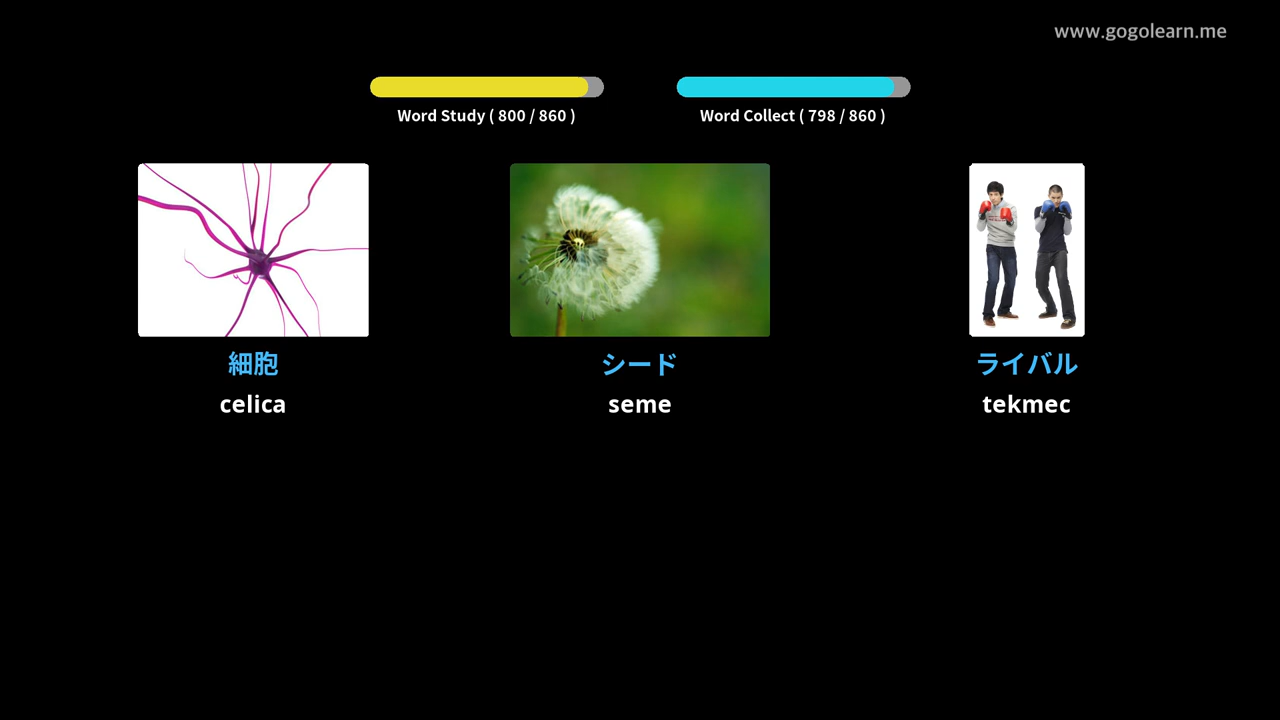 www.gogolearn.me
Word Study ( 800 / 860 )
Word Collect ( 798 / 860 )
細胞
celica
シード
seme
ライバル
tekmec